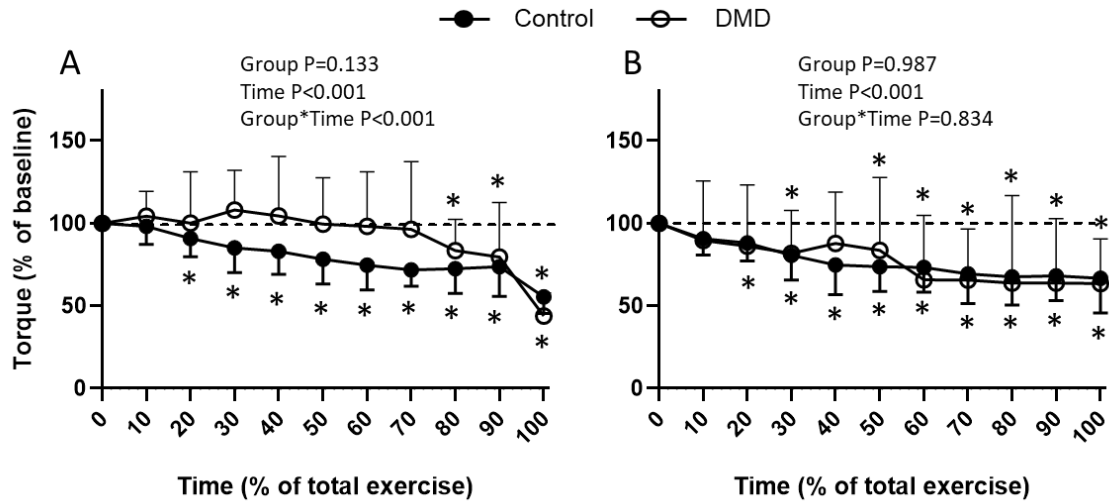 Control DMD
A
Group P=0.133
Time P<0.001
Group*Time P<0.001
Torque (% of baseline)
150
100
50
0
* * *
* * * * * * * * *
0 10 20 30 40 50 60 70 80 90 100
Time (% of total exercise)
B
Group P=0.987
Time P<0.001
Group*Time P=0.834
150
100
50
0
* * * * * * *
* * * * * * * * *
0 10 20 30 40 50 60 70 80 90 100
Time (% of total exercise)